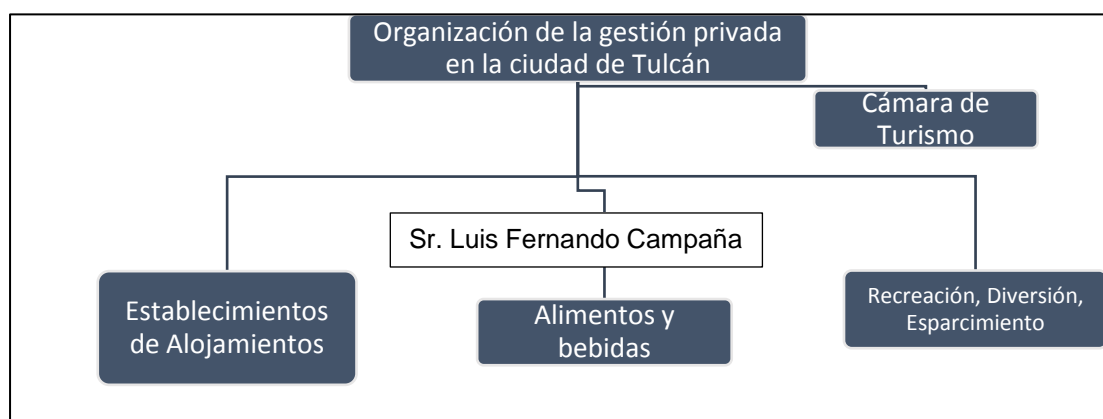 Organización de la gestión privada
en la ciudad de Tulcán
Cámara de
Turismo
Sr. Luis Fernando Campaña
Establecimientos
de Alojamientos
Alimentos y
bebidas
Recreación, Diversión,
Esparcimiento